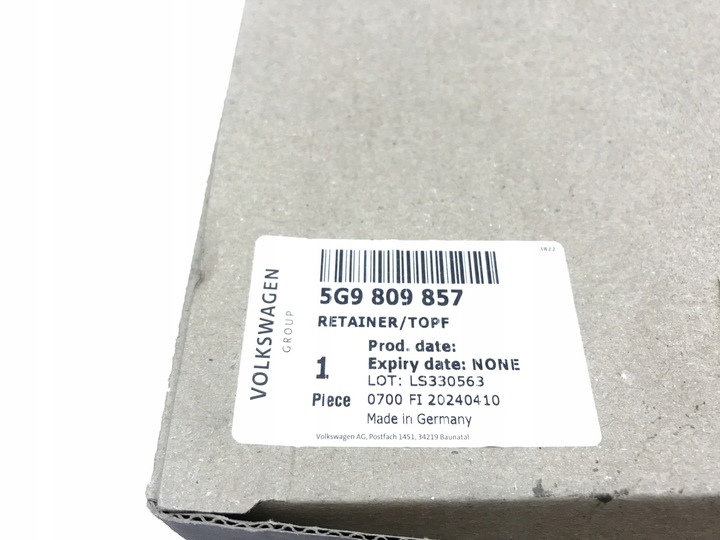 VOLKSWAGEN
GROUP
5G9 809 857
RETAINER/TOPF
Prod. date:
1 Expiry date: NONE
LOT: LS330563
Piece 0700 FI 20240410
Made in Germany
Volkswagen AG, Postfach 1451, 34219 Baunatal